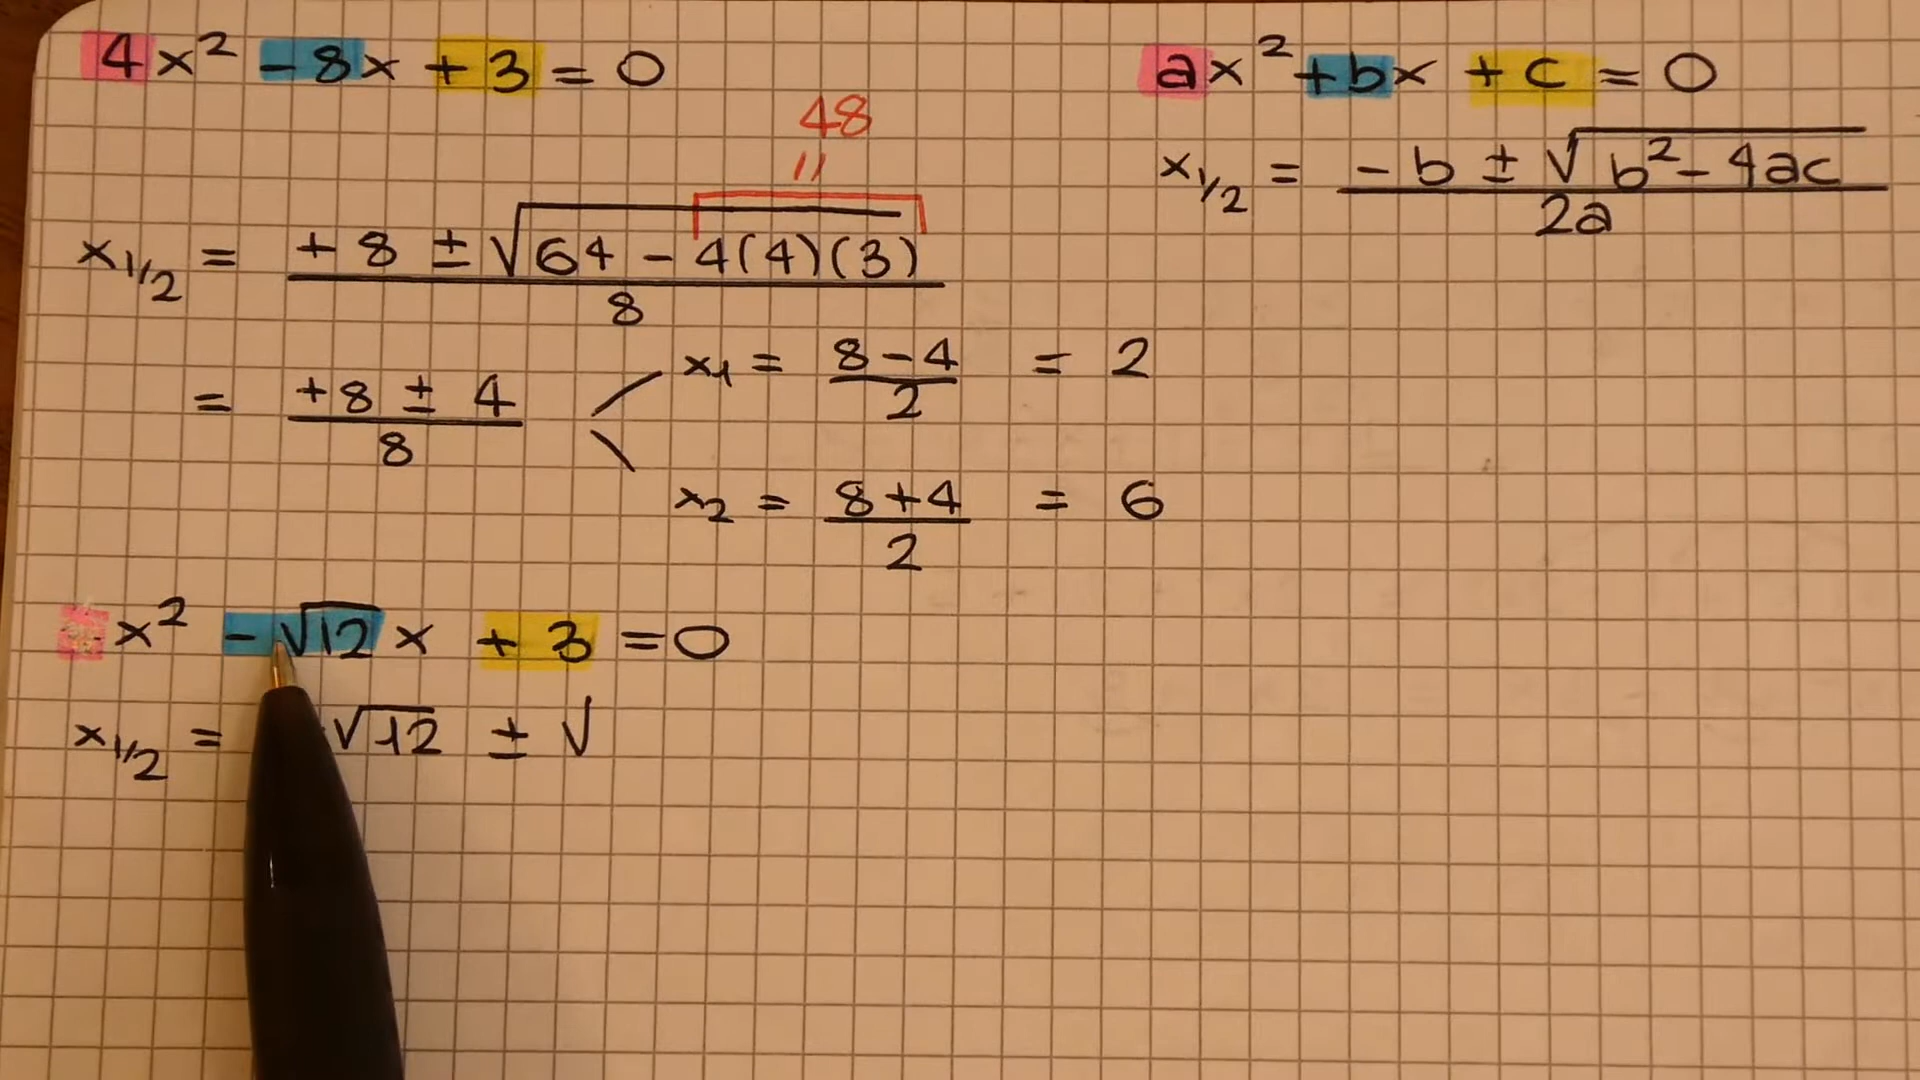 4x² - 8x + 3 = 0
ax² + bx + c = 0
48
=
x1/2 = +8 ± √64 - 4(4)(3) / 8
x1/2 = -b ± √b² - 4ac / 2a
= +8 ± 4 / 8
x1 = 8 - 4 / 2 = 2
x2 = 8 + 4 / 2 = 6
x² - √12 x + 3 = 0
x1/2 = √12 ± √